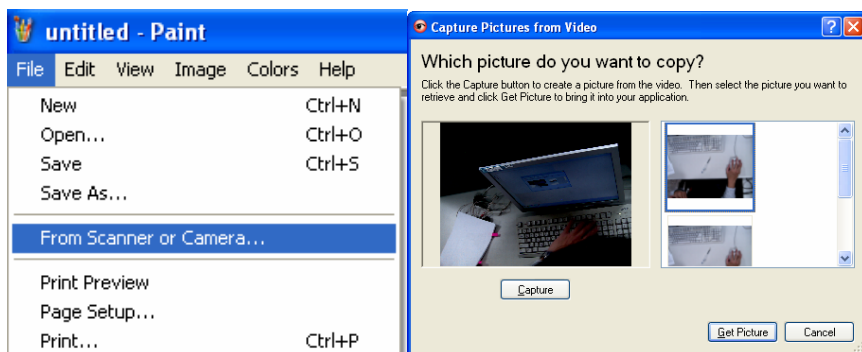 untitled - Paint
File Edit View Image Colors Help
New Ctrl+N
Open... Ctrl+O
Save Ctrl+S
Save As...
From Scanner or Camera...
Print Preview
Page Setup...
Print... Ctrl+P
Capture Pictures from Video
Which picture do you want to copy?
Click the Capture button to create a picture from the video. Then select the picture you want to
retrieve and click Get Picture to bring it into your application.
Capture
Get Picture Cancel